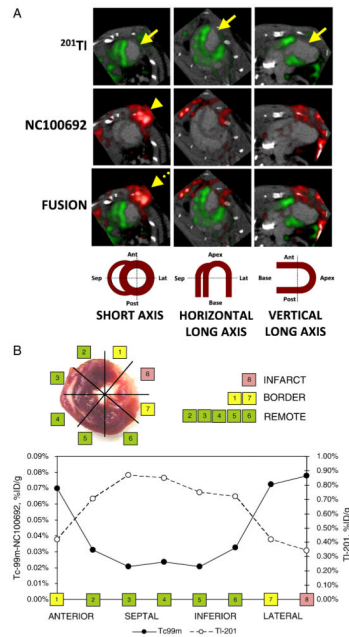 A
201Tl
NC100692
FUSION
Ant
Sep
Lat
Post
SHORT AXIS
Apex
Sep
Lat
Base
HORIZONTAL
LONG AXIS
Ant
Base
Apex
Post
VERTICAL
LONG AXIS
B
2
1
3
8
4
7
5
6
8 INFARCT
1 7 BORDER
2 3 4 5 6 REMOTE
Tc-99m-NC100692, %ID/g
0.09%
0.08%
0.07%
0.06%
0.05%
0.04%
0.03%
0.02%
0.01%
0.00%
1.00%
0.90%
0.80%
0.70%
0.60%
0.50%
0.40%
0.30%
0.20%
0.10%
0.00%
Tl-201, %ID/g
1 2 3 4 5 6 7 8
ANTERIOR SEPTAL INFERIOR LATERAL
Tc99m Tl-201